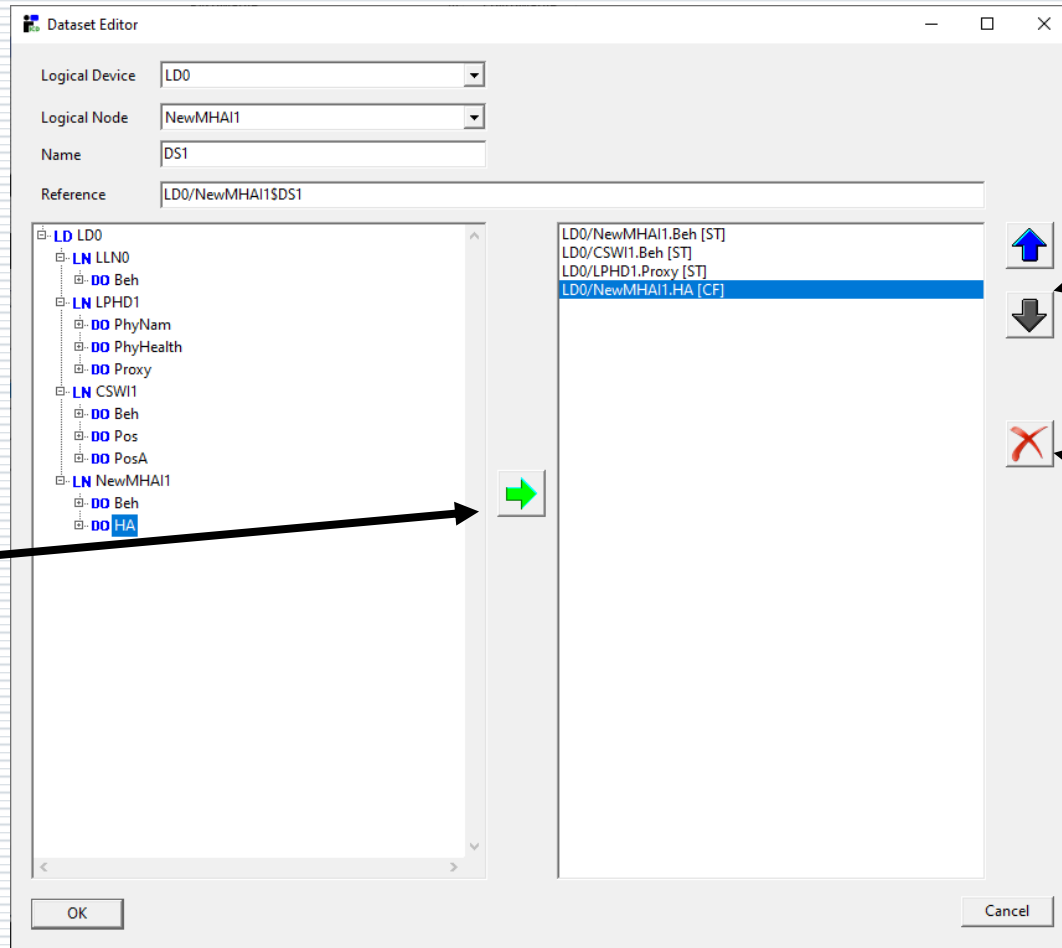 Dataset Editor
Logical Device LD0
Logical Node NewMHAI1
Name DS1
Reference LD0/NewMHAI1$DS1
LD LD0
LN LLN0
DO Beh
LN LPHD1
DO PhyNam
DO PhyHealth
DO Proxy
LN CSWI1
DO Beh
DO Pos
DO PosA
LN NewMHAI1
DO Beh
DO HA
LD0/NewMHAI1.Beh [ST]
LD0/CSWI1.Beh [ST]
LD0/LPHD1.Proxy [ST]
LD0/NewMHAI1.HA [CF]
OK
Cancel